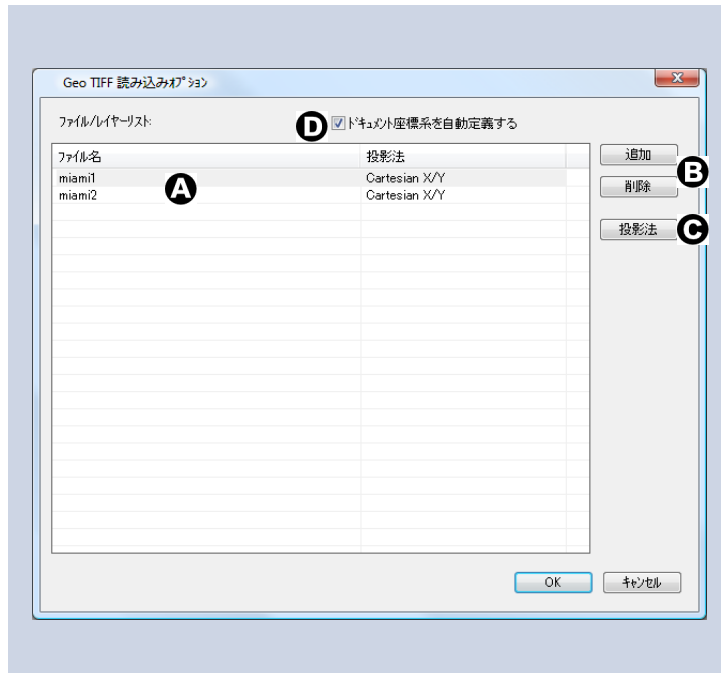 Geo TIFF 読み込みオプション
X
ファイル/レイヤーリスト:
D ドキュメント座標系を自動定義する
ファイル名 投影法
追加
B
miami1 Cartesian X/Y
A
削除
miami2 Cartesian X/Y
投影法 C
OK キャンセル